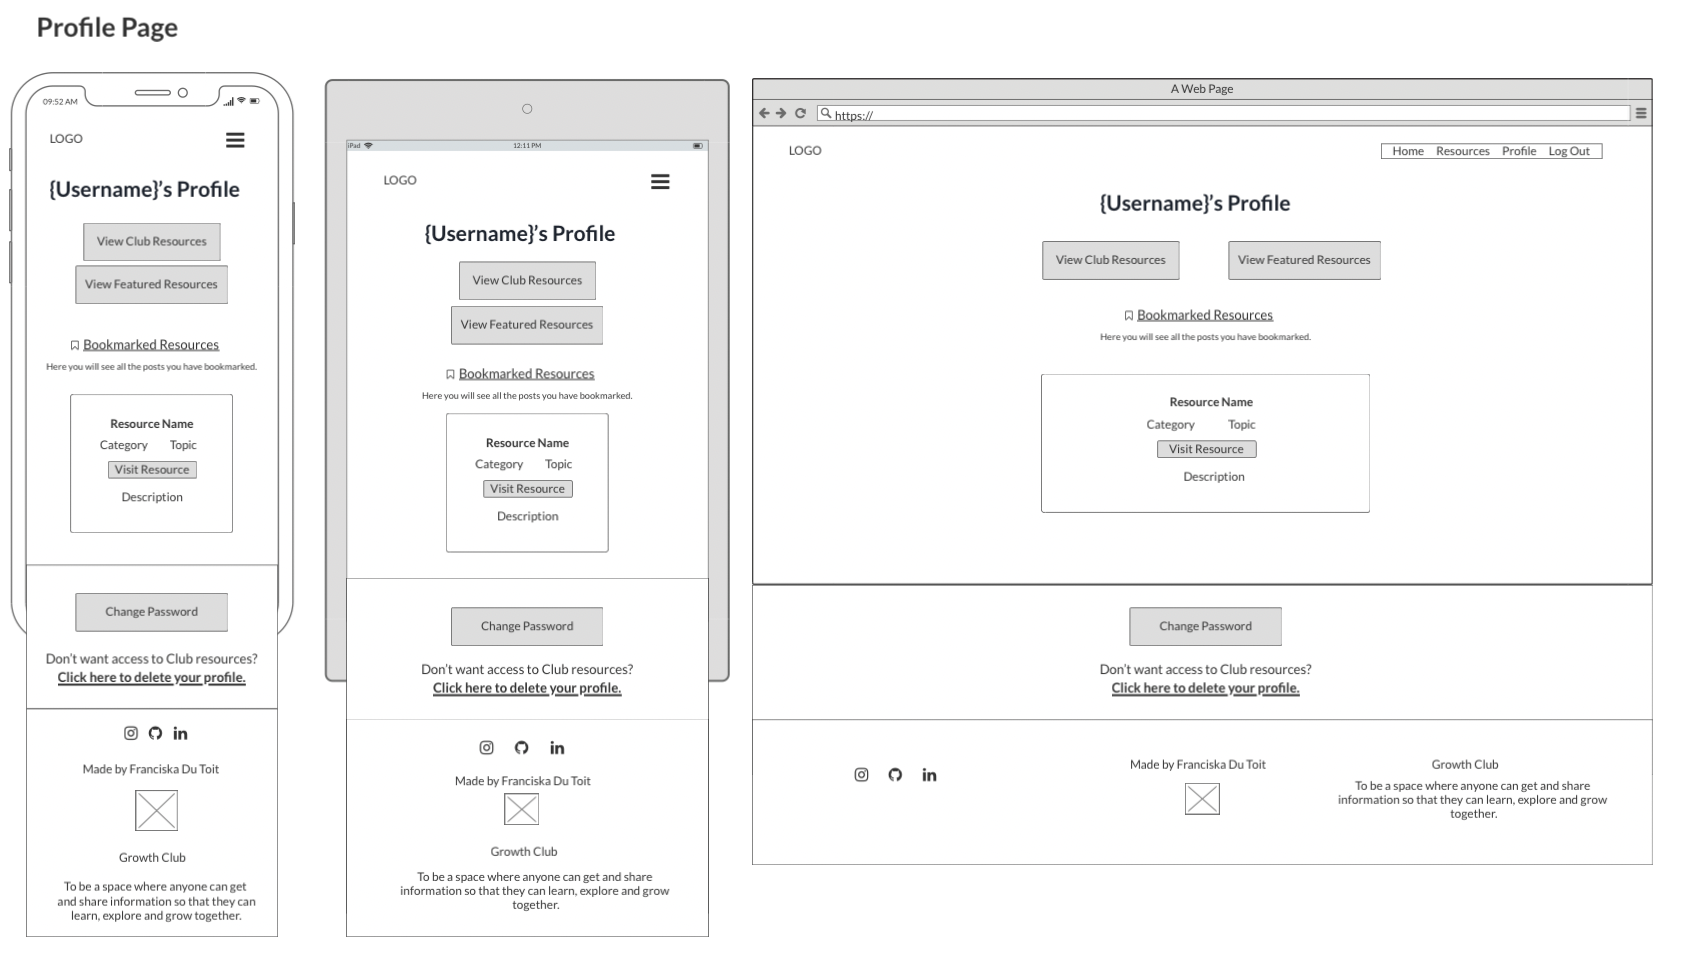 Profile Page
09:52 AM
LOGO
{Username}'s Profile
View Club Resources
View Featured Resources
Bookmarked Resources
Here you will see all the posts you have bookmarked.
Resource Name
Category Topic
Visit Resource
Description
Change Password
Don't want access to Club resources?
Click here to delete your profile.
Made by Franciska Du Toit
Growth Club
To be a space where anyone can get
and share information so that they can
learn, explore and grow together.
iPad 12:11 PM
LOGO
{Username}'s Profile
View Club Resources
View Featured Resources
Bookmarked Resources
Here you will see all the posts you have bookmarked.
Resource Name
Category Topic
Visit Resource
Description
Change Password
Don't want access to Club resources?
Click here to delete your profile.
Made by Franciska Du Toit
Growth Club
To be a space where anyone can get and share
information so that they can learn, explore and grow
together.
A Web Page
https://
LOGO
Home Resources Profile Log Out
{Username}'s Profile
View Club Resources View Featured Resources
Bookmarked Resources
Here you will see all the posts you have bookmarked.
Resource Name
Category Topic
Visit Resource
Description
Change Password
Don't want access to Club resources?
Click here to delete your profile.
Made by Franciska Du Toit
Growth Club
To be a space where anyone can get and share
information so that they can learn, explore and grow
together.